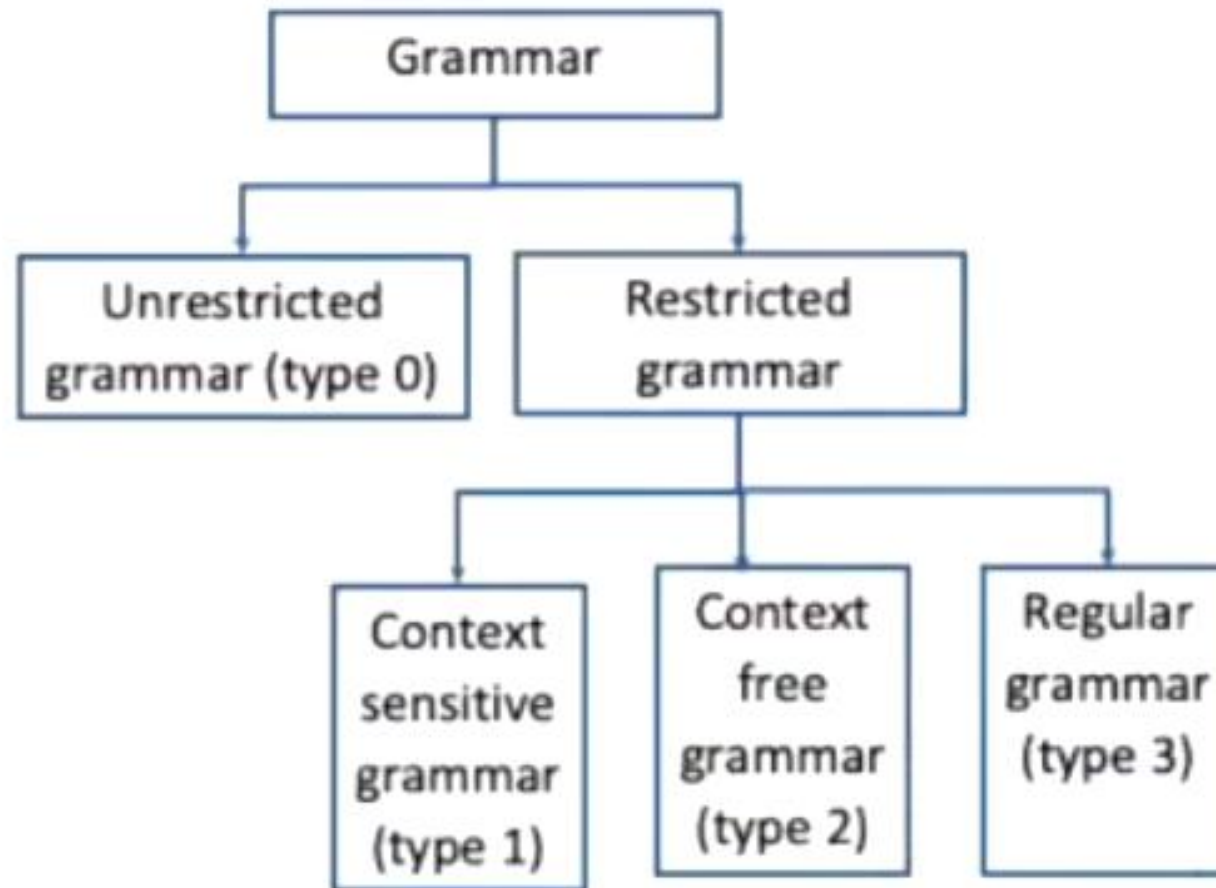 Grammar
Unrestricted
grammar (type 0)
Restricted
grammar
Context
sensitive
grammar
(type 1)
Context
free
grammar
(type 2)
Regular
grammar
(type 3)